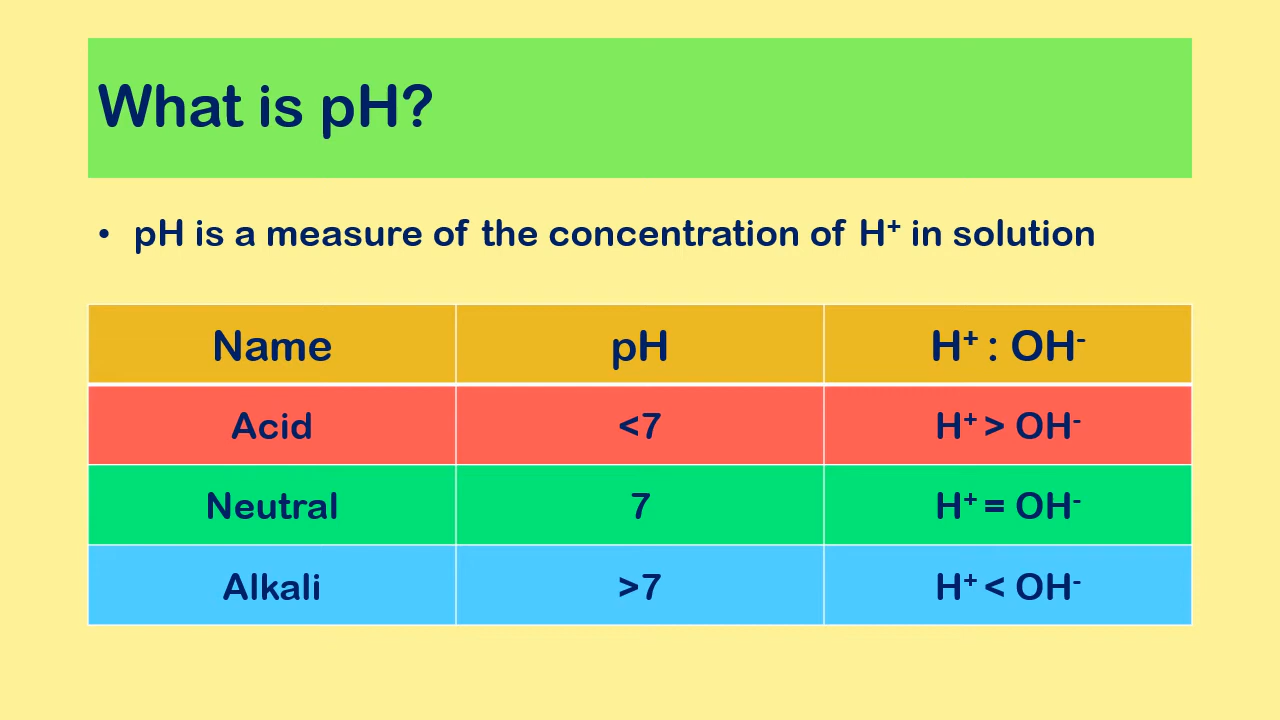 What is pH?
• pH is a measure of the concentration of H⁺ in solution
Name pH H⁺ : OH⁻
Acid <7 H⁺ > OH⁻
Neutral 7 H⁺ = OH⁻
Alkali >7 H⁺ < OH⁻